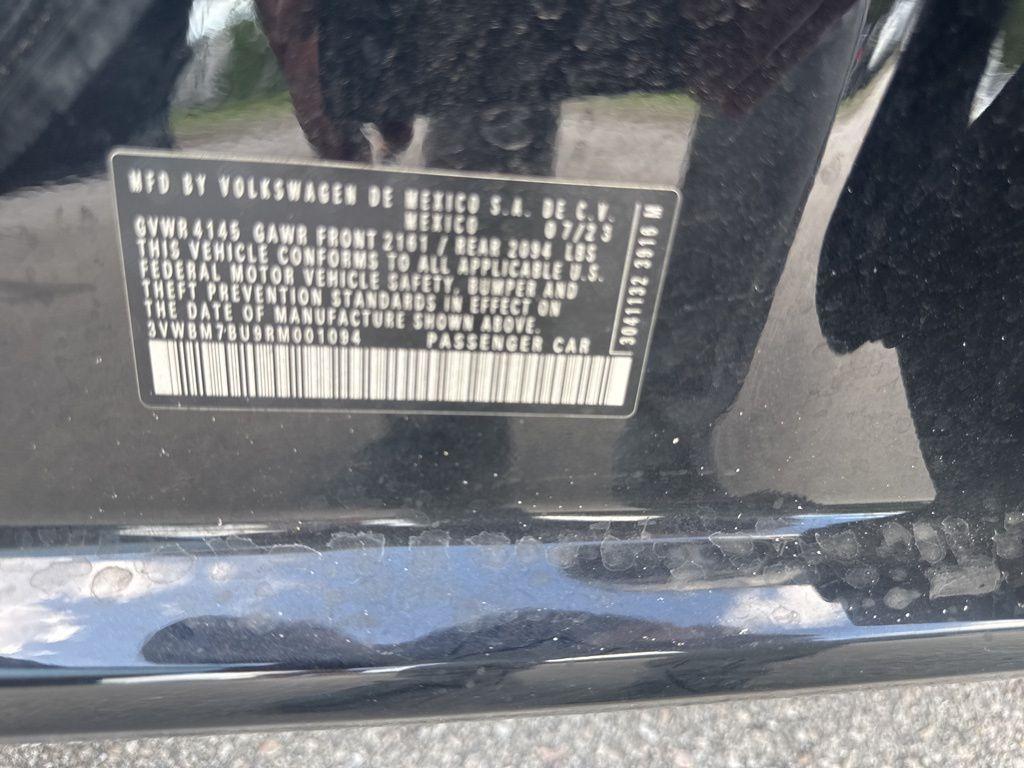 MFD BY VOLKSWAGEN DE MEXICO S.A. DE C.V.
MEXICO 07/23
GVWR 4145 GAWR FRONT 2161 / REAR 2094 LBS
THIS VEHICLE CONFORMS TO ALL APPLICABLE U.S.
FEDERAL MOTOR VEHICLE SAFETY, BUMPER AND
THEFT PREVENTION STANDARDS IN EFFECT ON
THE DATE OF MANUFACTURE SHOWN ABOVE.
3VWBM7BU9RM001094 PASSENGER CAR
3041132 3916 M